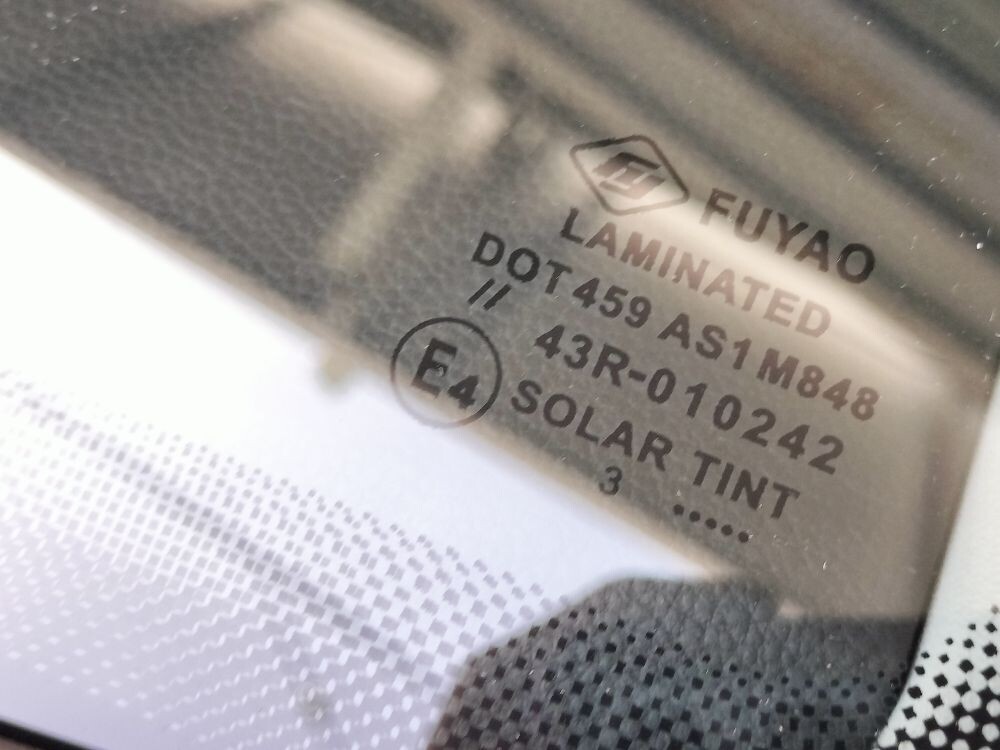 FUYAO
LAMINATED
DOT 459 AS1 M848
//
43R-010242
E4
SOLAR TINT
3 •••••